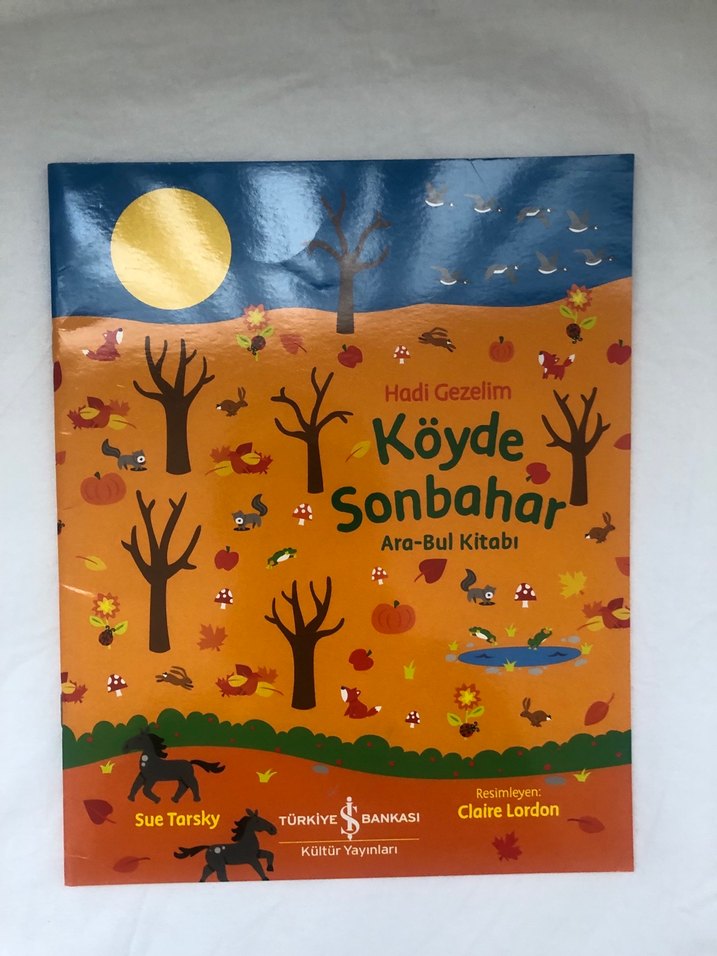 Hadi Gezelim
Köyde
Sonbahar
Ara-Bul Kitabı
Sue Tarsky
TÜRKİYE İŞ BANKASI
Kültür Yayınları
Resimleyen:
Claire Lordon